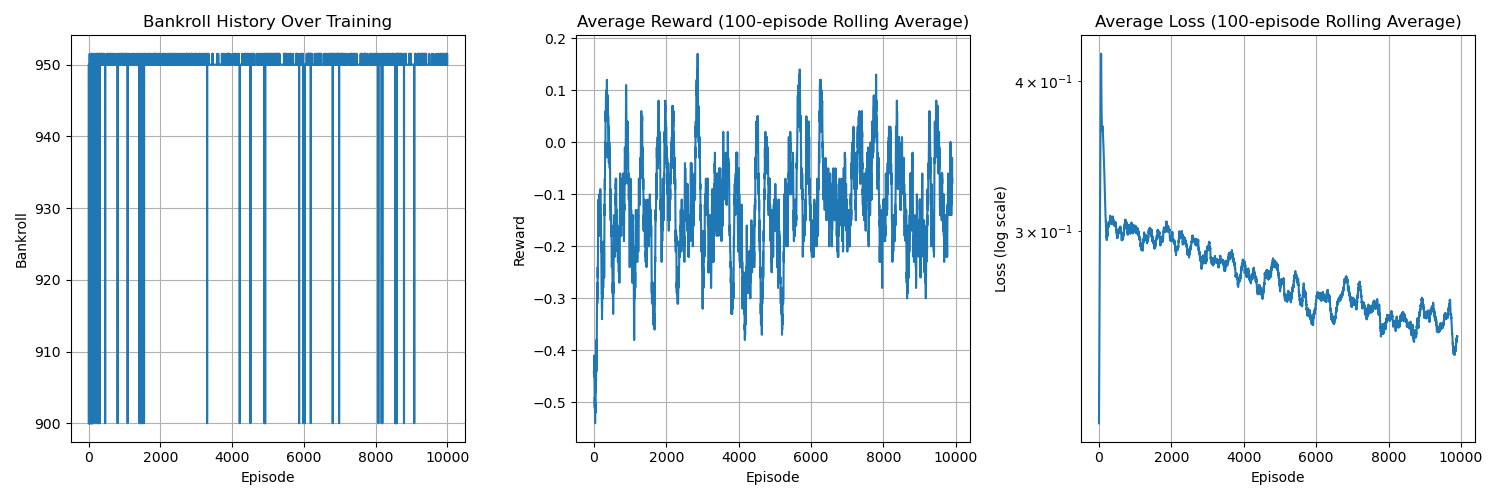 Bankroll History Over Training
950
940
930
920
910
900
Bankroll
0 2000 4000 6000 8000 10000
Episode
Average Reward (100-episode Rolling Average)
0.2
0.1
0.0
−0.1
−0.2
−0.3
−0.4
−0.5
Reward
0 2000 4000 6000 8000 10000
Episode
Average Loss (100-episode Rolling Average)
4 × 10⁻¹
3 × 10⁻¹
Loss (log scale)
0 2000 4000 6000 8000 10000
Episode